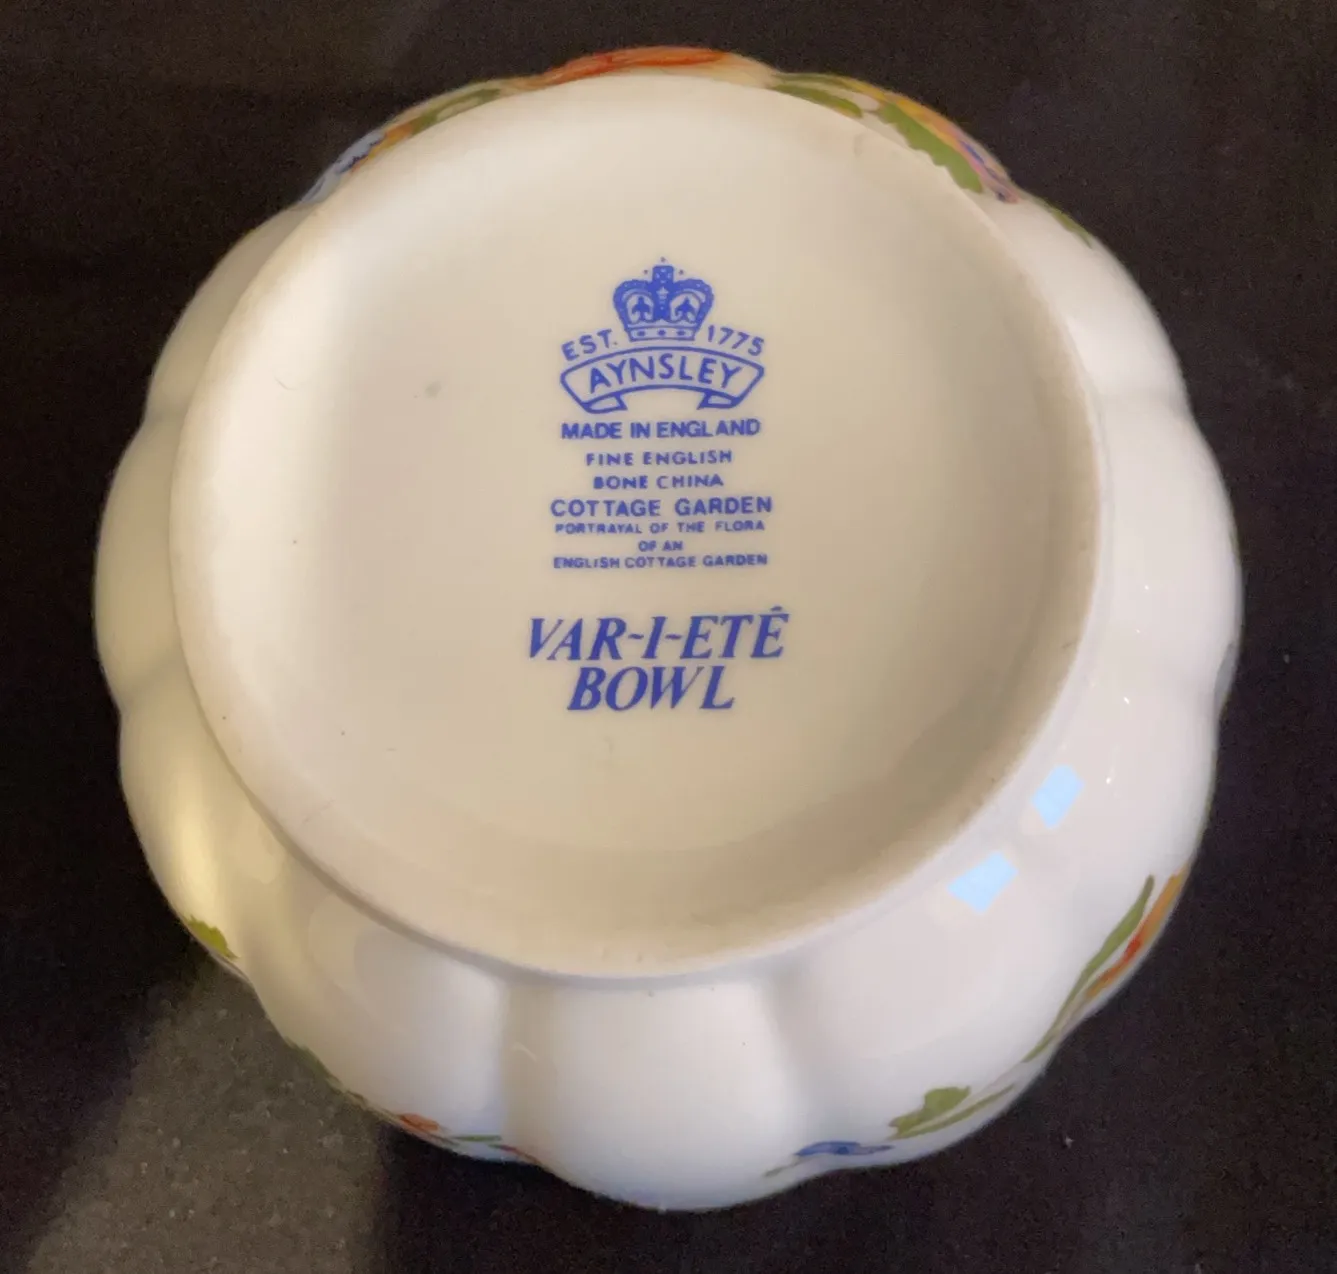 EST. 1775
AYNSLEY
MADE IN ENGLAND
FINE ENGLISH
BONE CHINA
COTTAGE GARDEN
PORTRAYAL OF THE FLORA
OF AN
ENGLISH COTTAGE GARDEN
VAR-I-ETÉ
BOWL